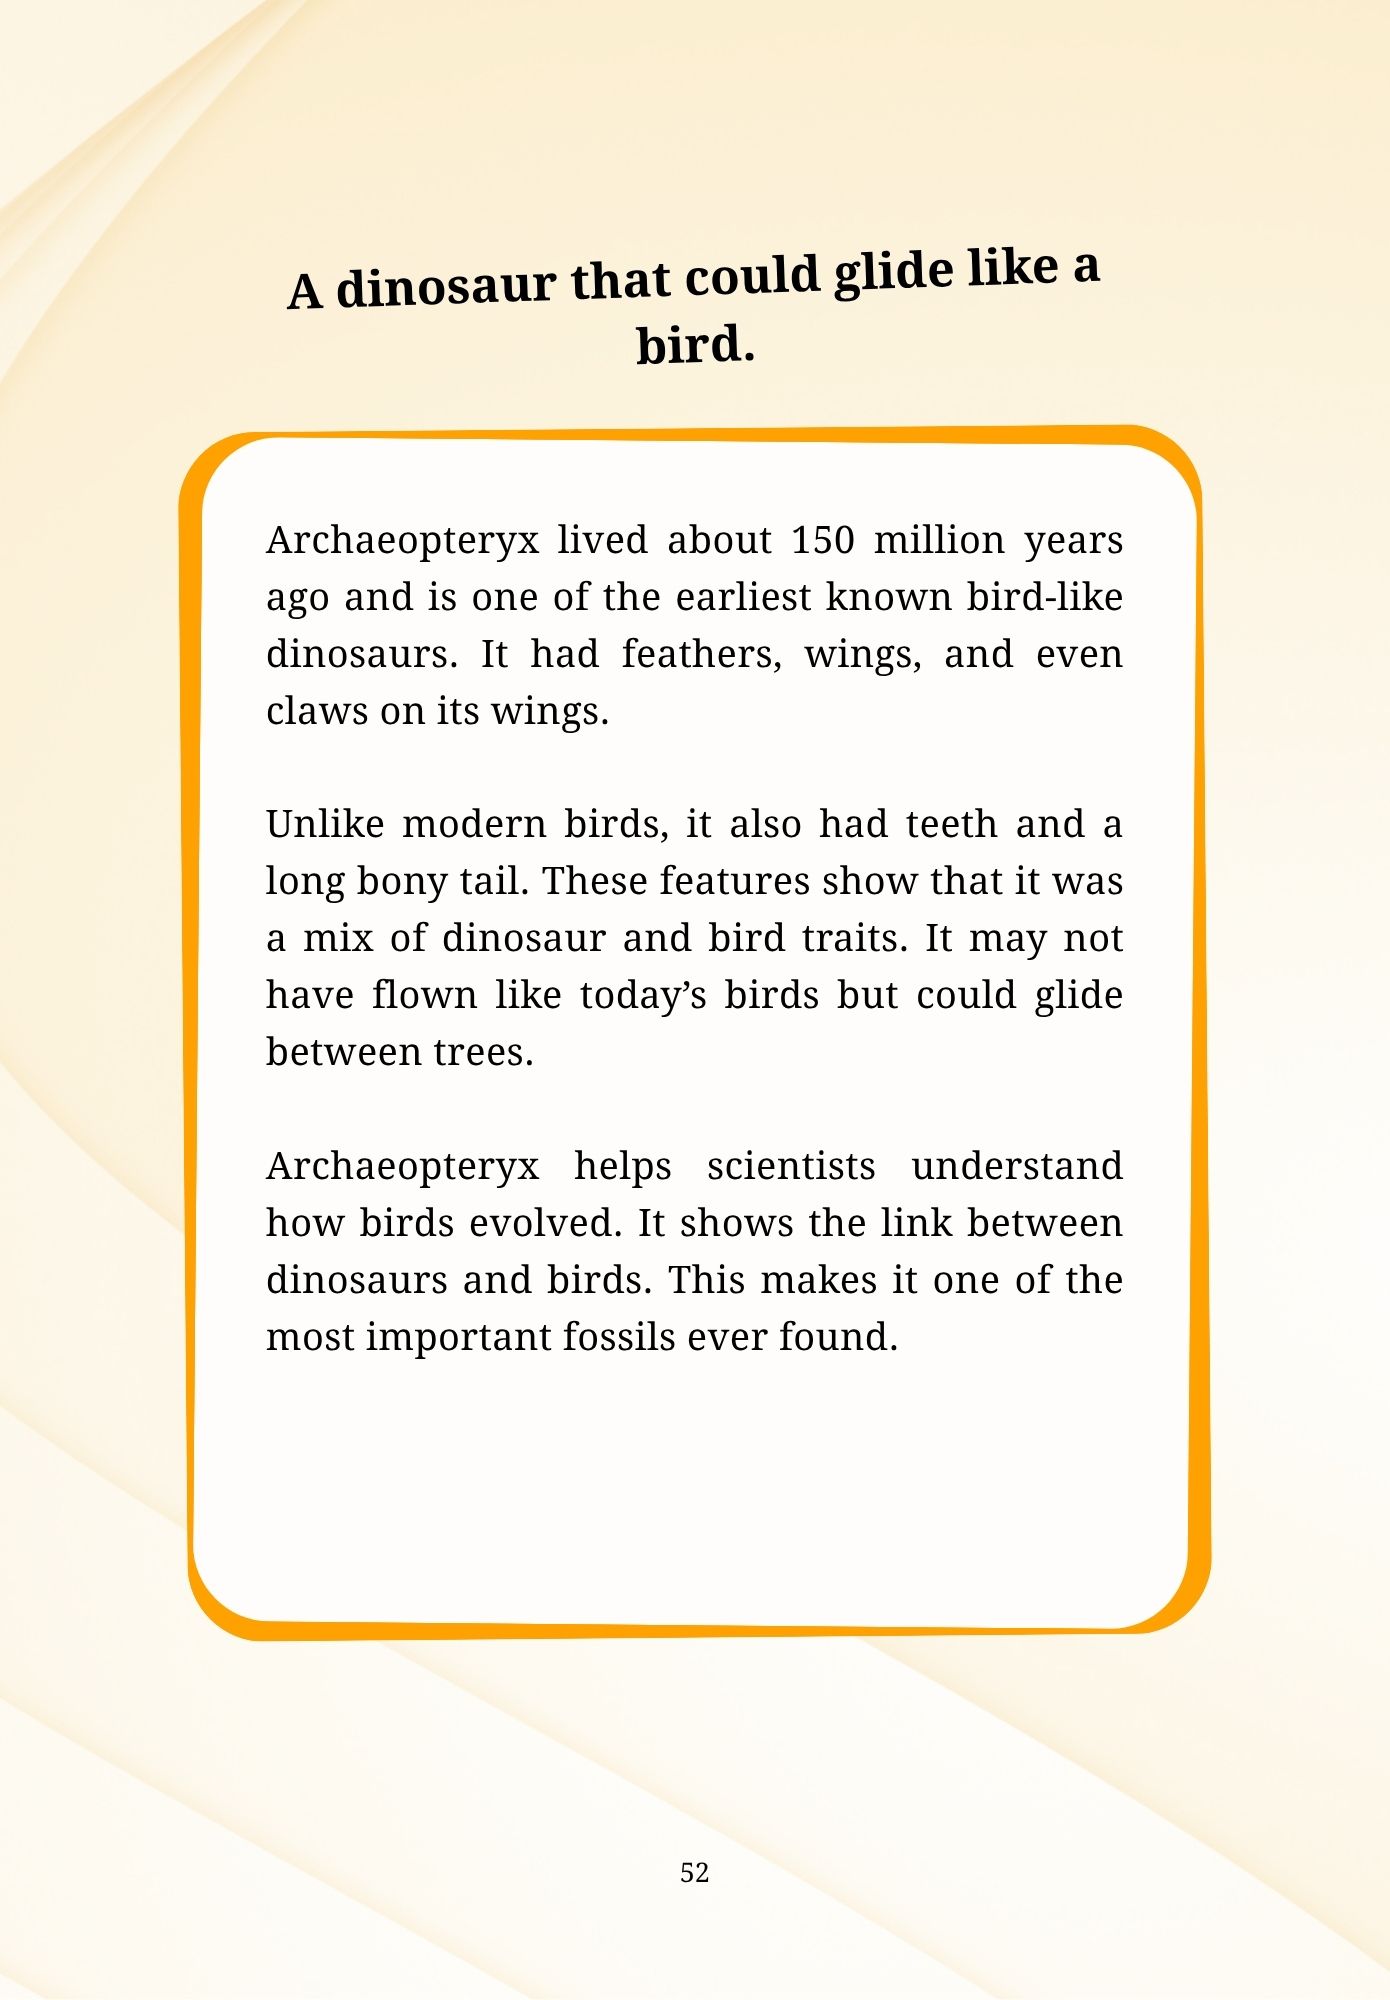 A dinosaur that could glide like a
bird.
Archaeopteryx lived about 150 million years
ago and is one of the earliest known bird-like
dinosaurs. It had feathers, wings, and even
claws on its wings.
Unlike modern birds, it also had teeth and a
long bony tail. These features show that it was
a mix of dinosaur and bird traits. It may not
have flown like today’s birds but could glide
between trees.
Archaeopteryx helps scientists understand
how birds evolved. It shows the link between
dinosaurs and birds. This makes it one of the
most important fossils ever found.
52